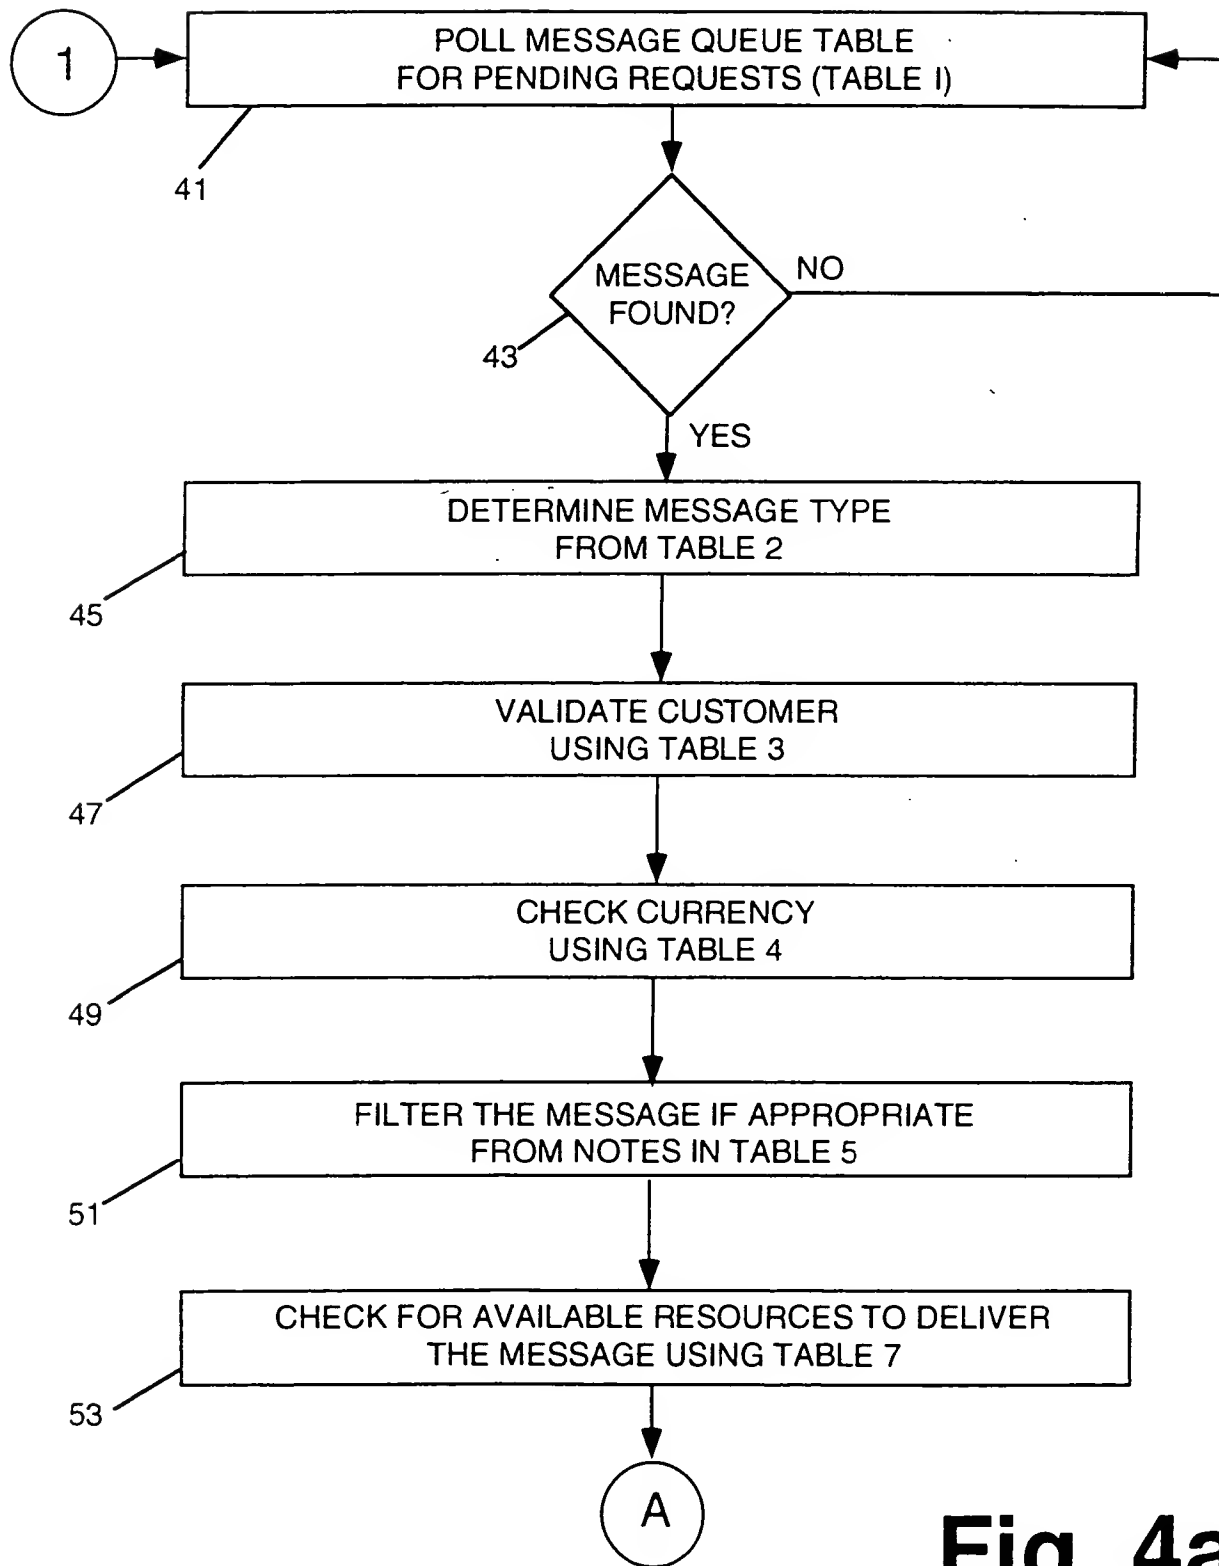 1
POLL MESSAGE QUEUE TABLE
FOR PENDING REQUESTS (TABLE I)
41
MESSAGE
FOUND?
NO
43
YES
DETERMINE MESSAGE TYPE
FROM TABLE 2
45
VALIDATE CUSTOMER
USING TABLE 3
47
CHECK CURRENCY
USING TABLE 4
49
FILTER THE MESSAGE IF APPROPRIATE
FROM NOTES IN TABLE 5
51
CHECK FOR AVAILABLE RESOURCES TO DELIVER
THE MESSAGE USING TABLE 7
53
A
Fig. 4a